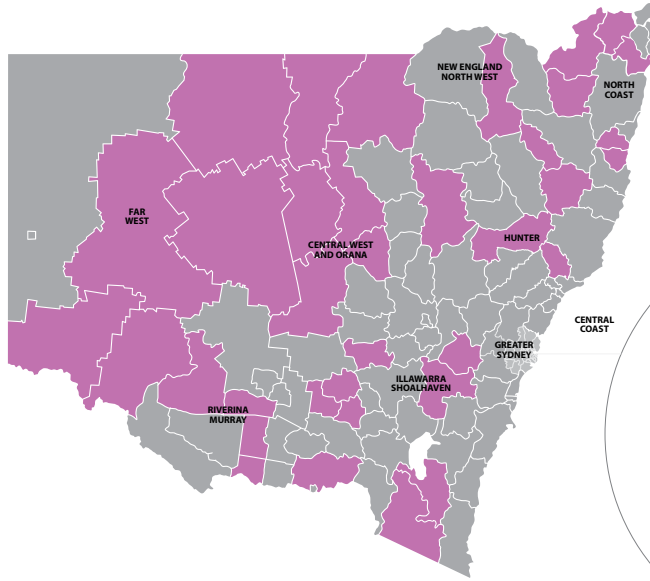 NEW ENGLAND
NORTH WEST
NORTH
COAST
FAR
WEST
HUNTER
CENTRAL WEST
AND ORANA
CENTRAL
COAST
GREATER
SYDNEY
ILLAWARRA
SHOALHAVEN
RIVERINA
MURRAY